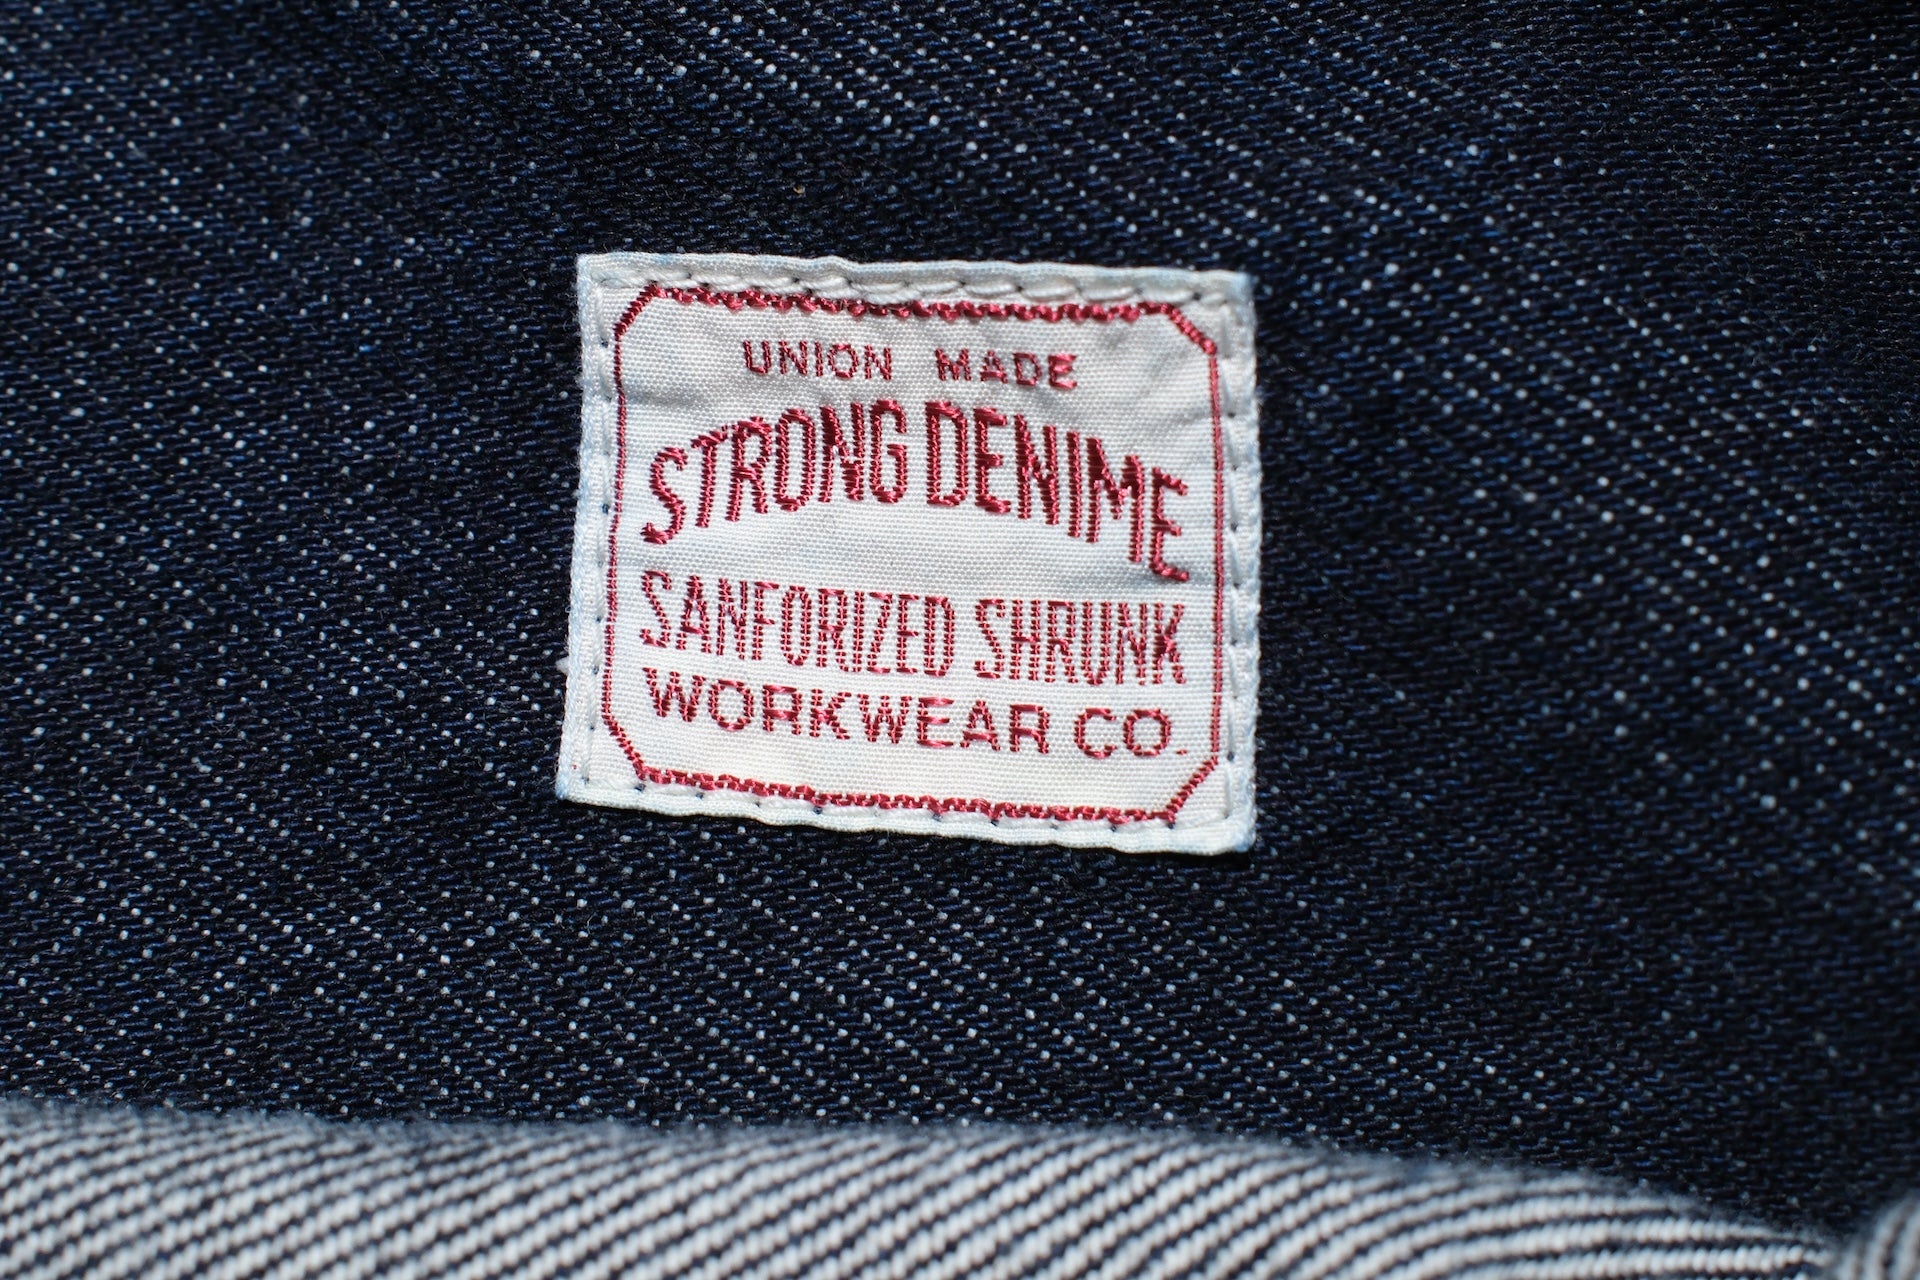 UNION MADE
STRONG DENIME
SANFORIZED SHRUNK
WORKWEAR CO.